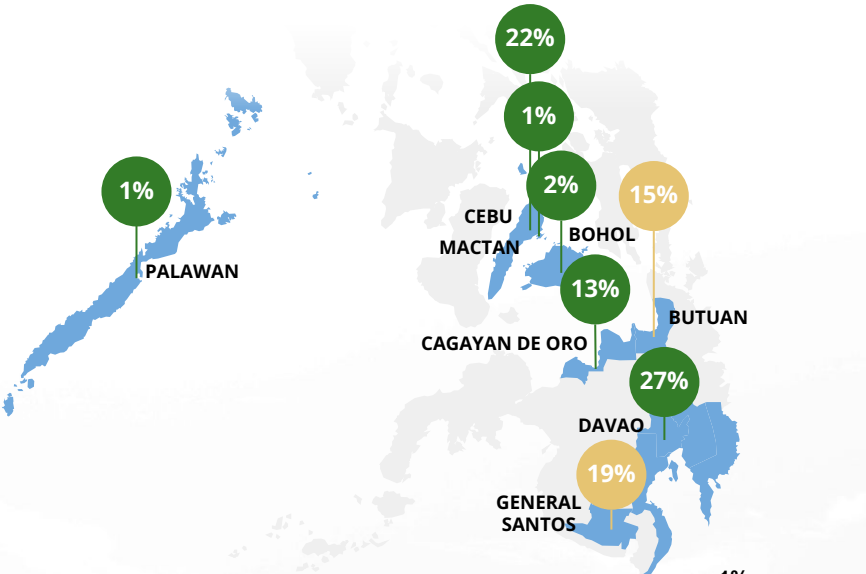 22%
1%
2%
1%
15%
CEBU
BOHOL
MACTAN
PALAWAN
13%
BUTUAN
CAGAYAN DE ORO
27%
DAVAO
19%
GENERAL
SANTOS